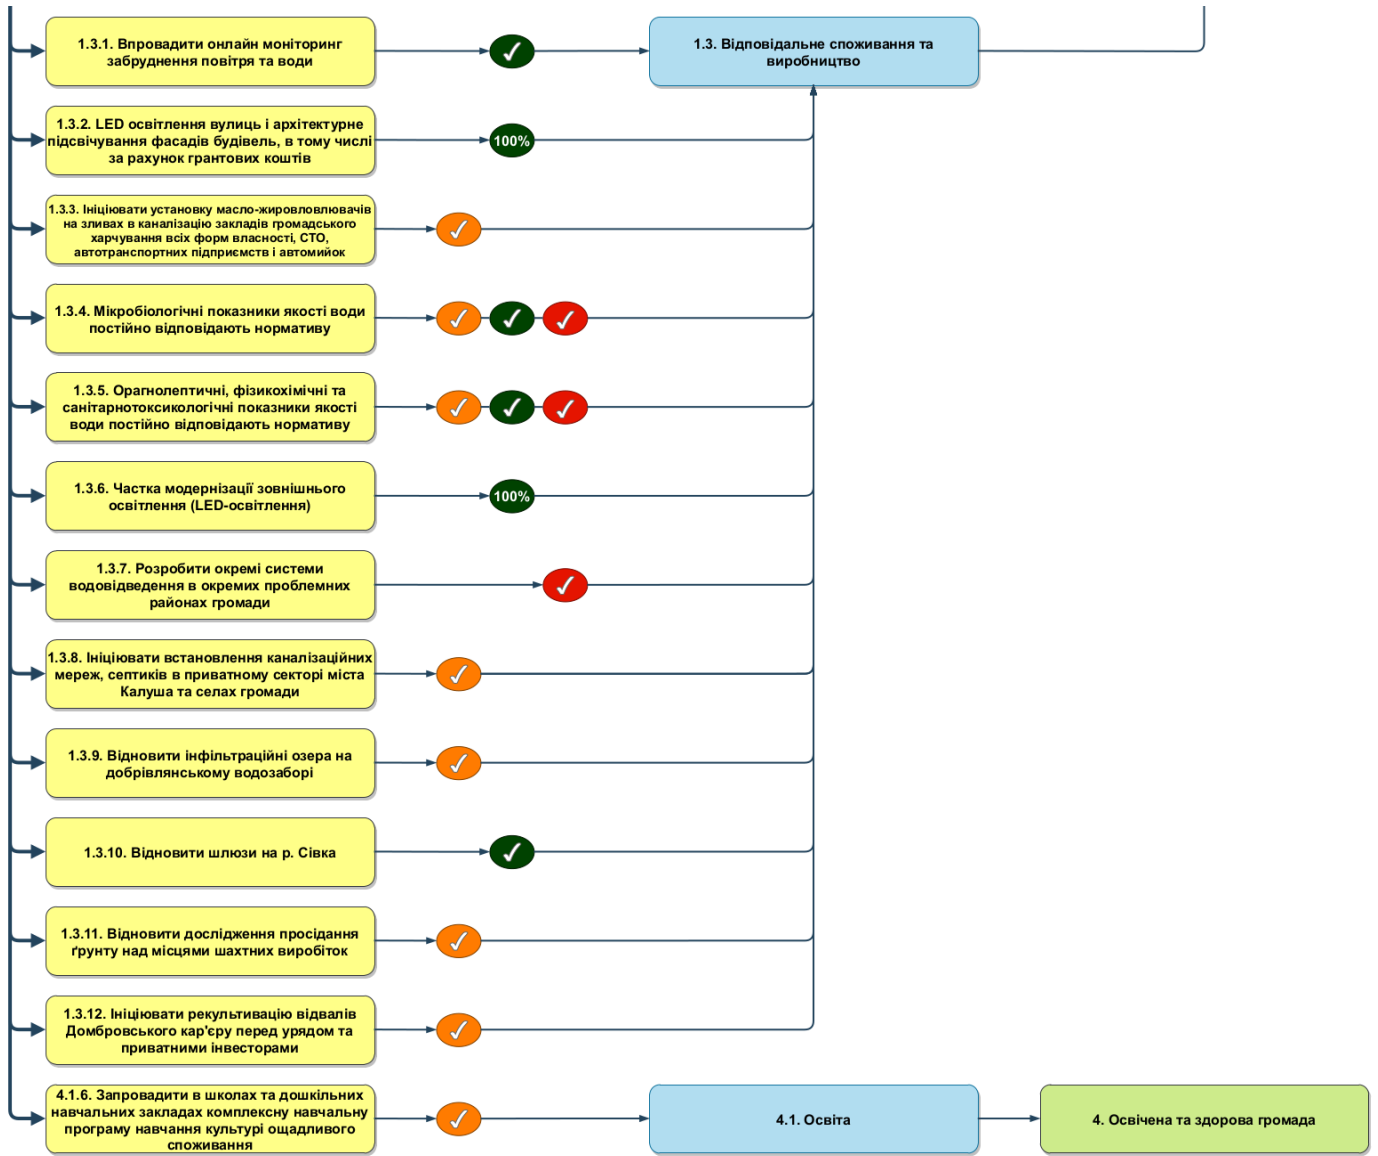 1.3.1. Впровадити онлайн моніторинг
забруднення повітря та води
1.3. Відповідальне споживання та
виробництво
1.3.2. LED освітлення вулиць і архітектурне
підсвічування фасадів будівель, в тому числі
за рахунок грантових коштів
100%
1.3.3. Ініціювати установку масло-жировловлювачів
на зливах в каналізацію закладів громадського
харчування всіх форм власності, СТО,
автотранспортних підприємств і автомийок
1.3.4. Мікробіологічні показники якості води
постійно відповідають нормативу
1.3.5. Орагнолептичні, фізикохімічні та
санітарнотоксикологічні показники якості
води постійно відповідають нормативу
1.3.6. Частка модернізації зовнішнього
освітлення (LED-освітлення)
100%
1.3.7. Розробити окремі системи
водовідведення в окремих проблемних
районах громади
1.3.8. Ініціювати встановлення каналізаційних
мереж, септиків в приватному секторі міста
Калуша та селах громади
1.3.9. Відновити інфільтраційні озера на
добрівлянському водозаборі
1.3.10. Відновити шлюзи на р. Сівка
1.3.11. Відновити дослідження просідання
ґрунту над місцями шахтних виробіток
1.3.12. Ініціювати рекультивацію відвалів
Домбровського кар'єру перед урядом та
приватними інвесторами
4.1.6. Запровадити в школах та дошкільних
навчальних закладах комплексну навчальну
програму навчання культурі ощадливого
споживання
4.1. Освіта
4. Освічена та здорова громада